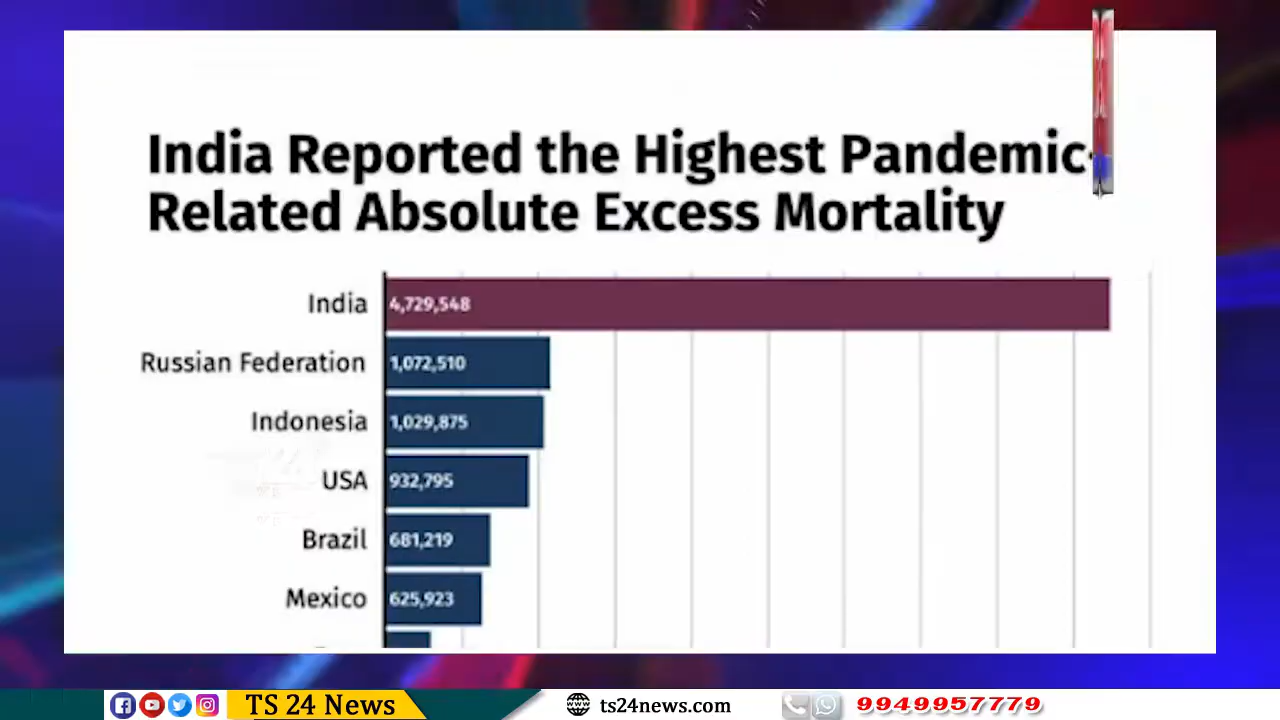 India Reported the Highest Pandemic-
Related Absolute Excess Mortality
India 4,729,548
Russian Federation 1,072,510
Indonesia 1,029,875
USA 932,795
Brazil 681,219
Mexico 625,923
TS 24 News ts24news.com 9949957779